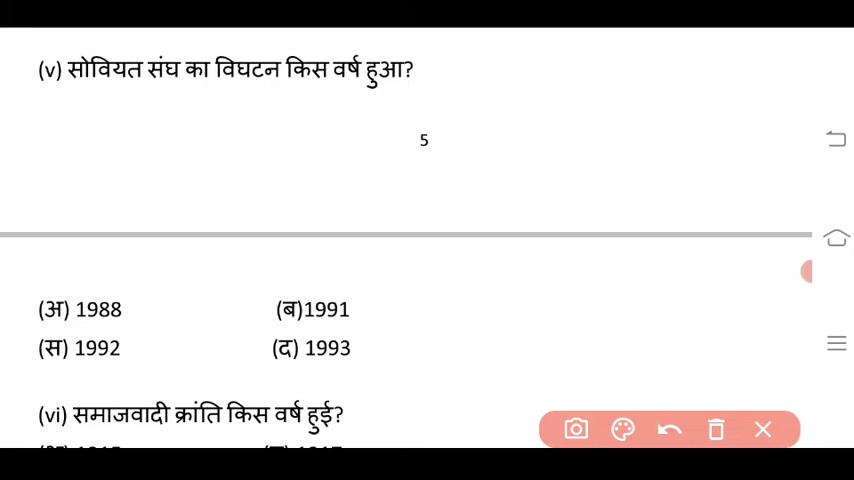 (v) सोवियत संघ का विघटन किस वर्ष हुआ?
5
(अ) 1988 (ब)1991
(स) 1992 (द) 1993
(vi) समाजवादी क्रांति किस वर्ष हुई?